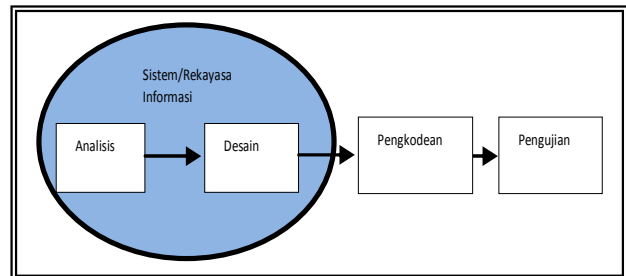 Sistem/Rekayasa
Informasi
Analisis
Desain
Pengkodean
Pengujian